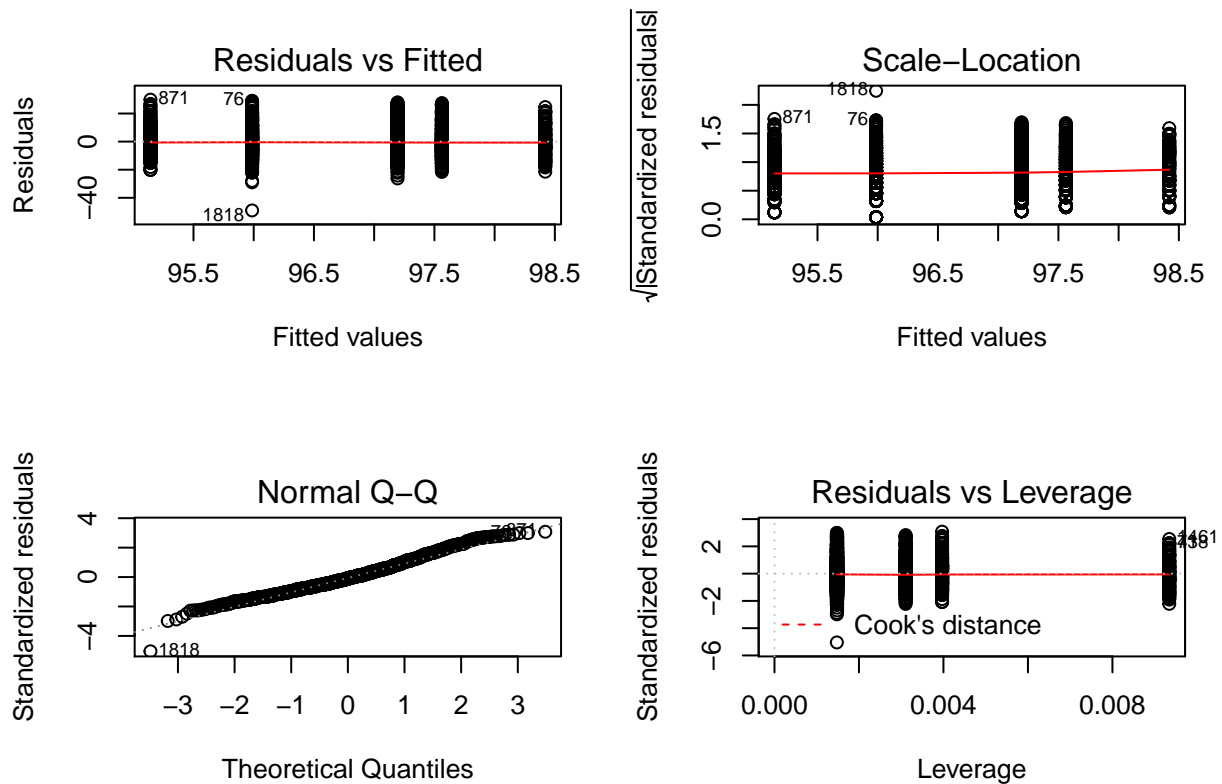 Residuals vs Fitted
Residuals
−40
0
871
76
1818
95.5
96.5
97.5
98.5
Fitted values
Scale−Location
√|Standardized residuals|
0.0
1.5
1818
871
76
95.5
96.5
97.5
98.5
Fitted values
Normal Q−Q
Standardized residuals
−4
0
4
871
1818
−3
−2
−1
0
1
2
3
Theoretical Quantiles
Residuals vs Leverage
Standardized residuals
−6
−2
2
Cook's distance
0.000
0.004
0.008
Leverage